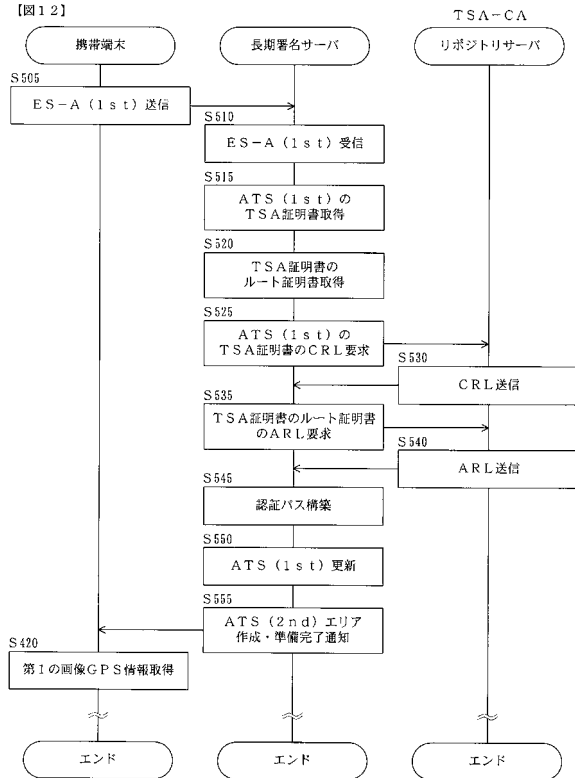 【図12】
TSA-CA
携帯端末
長期署名サーバ
リポジトリサーバ
S505
ES-A(1st)送信
S510
ES-A(1st)受信
S515
ATS(1st)の
TSA証明書取得
S520
TSA証明書の
ルート証明書取得
S525
ATS(1st)の
TSA証明書のCRL要求
S530
CRL送信
S535
TSA証明書のルート証明書
のARL要求
S540
ARL送信
S545
認証パス構築
S550
ATS(1st)更新
S555
ATS(2nd)エリア
作成・準備完了通知
S420
第1の画像GPS情報取得
エンド
エンド
エンド